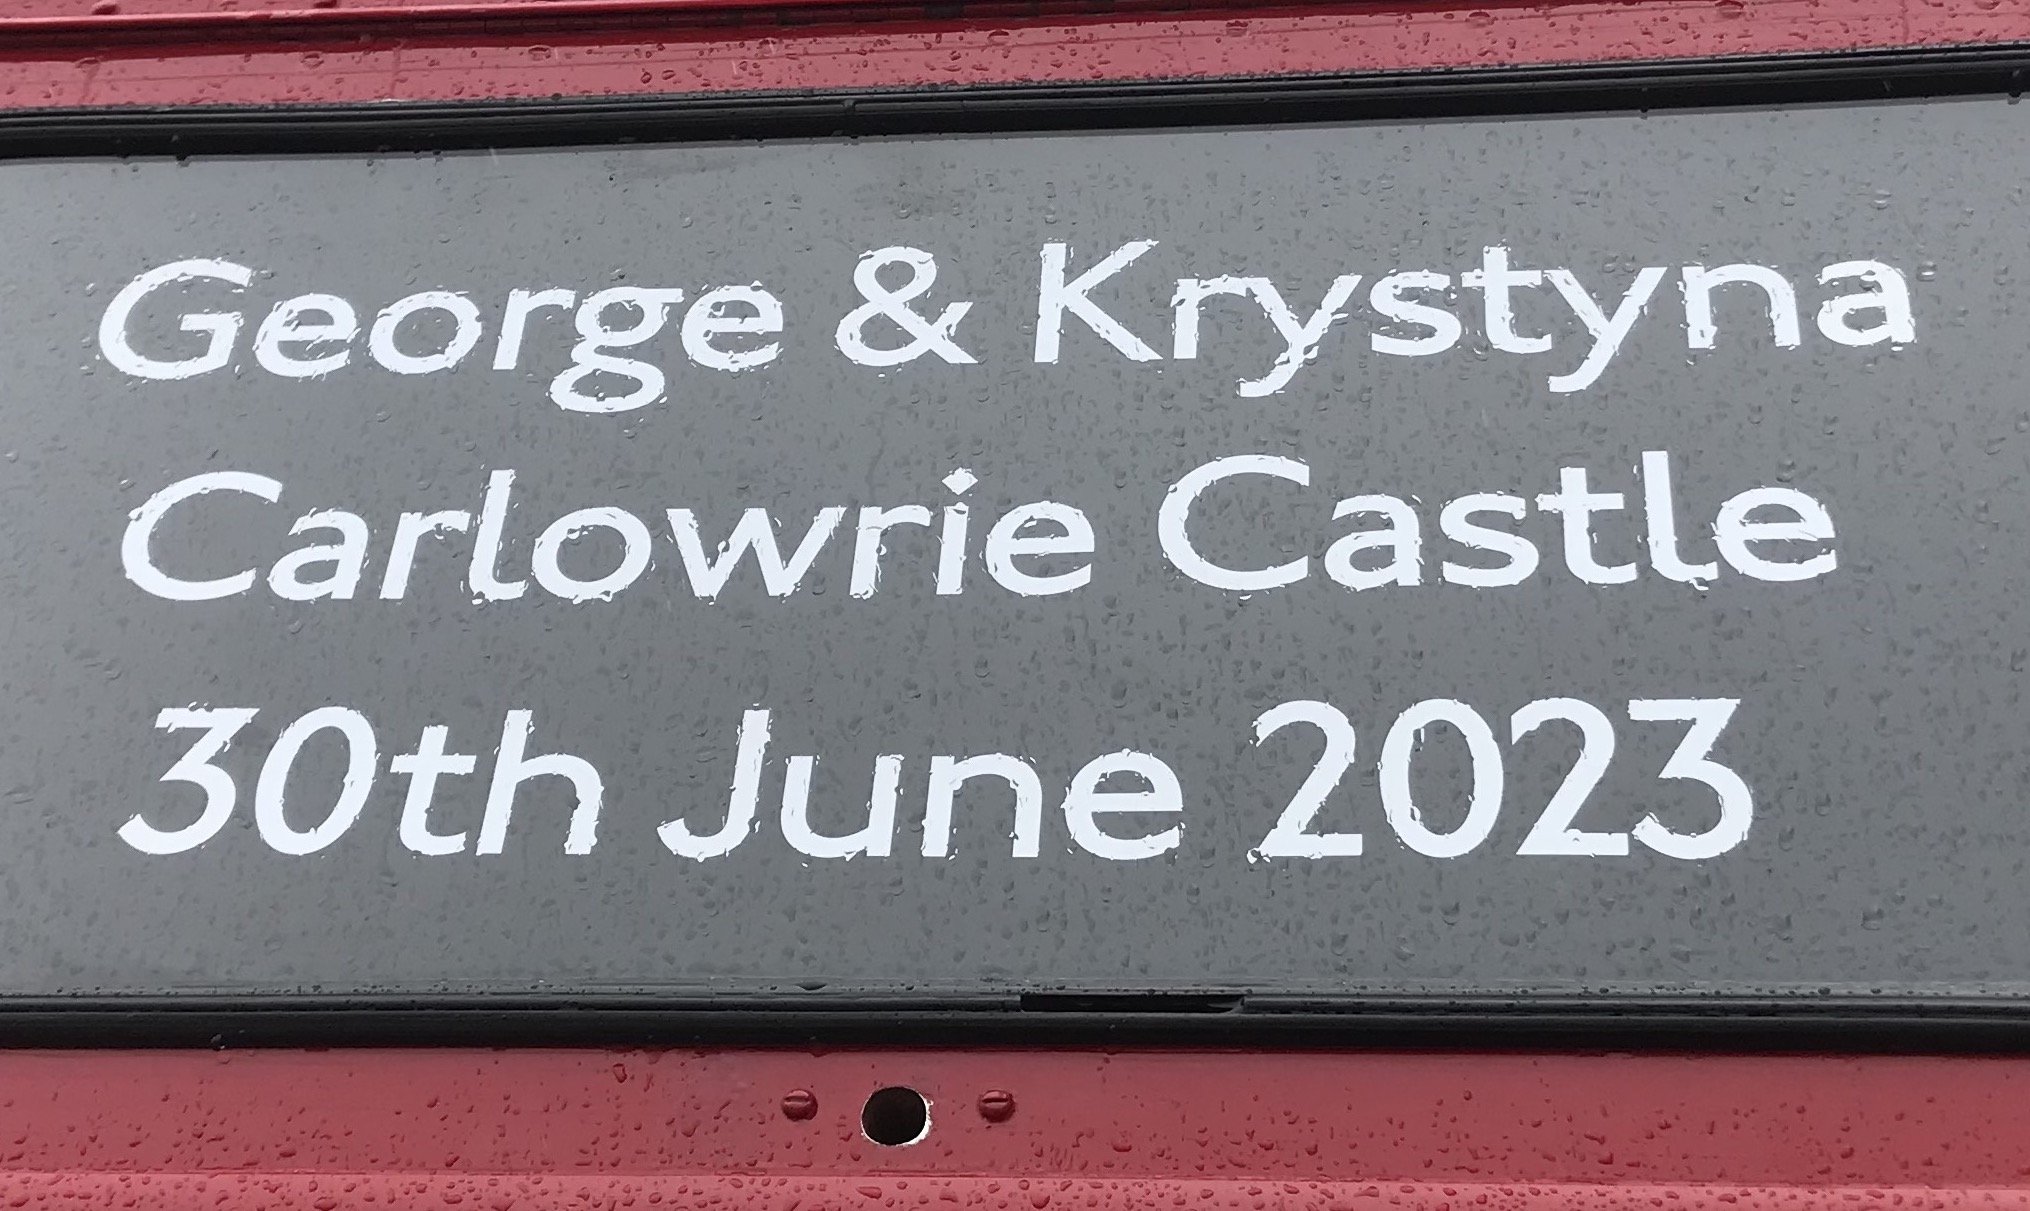 George & Krystyna
Carlowrie Castle
30th June 2023